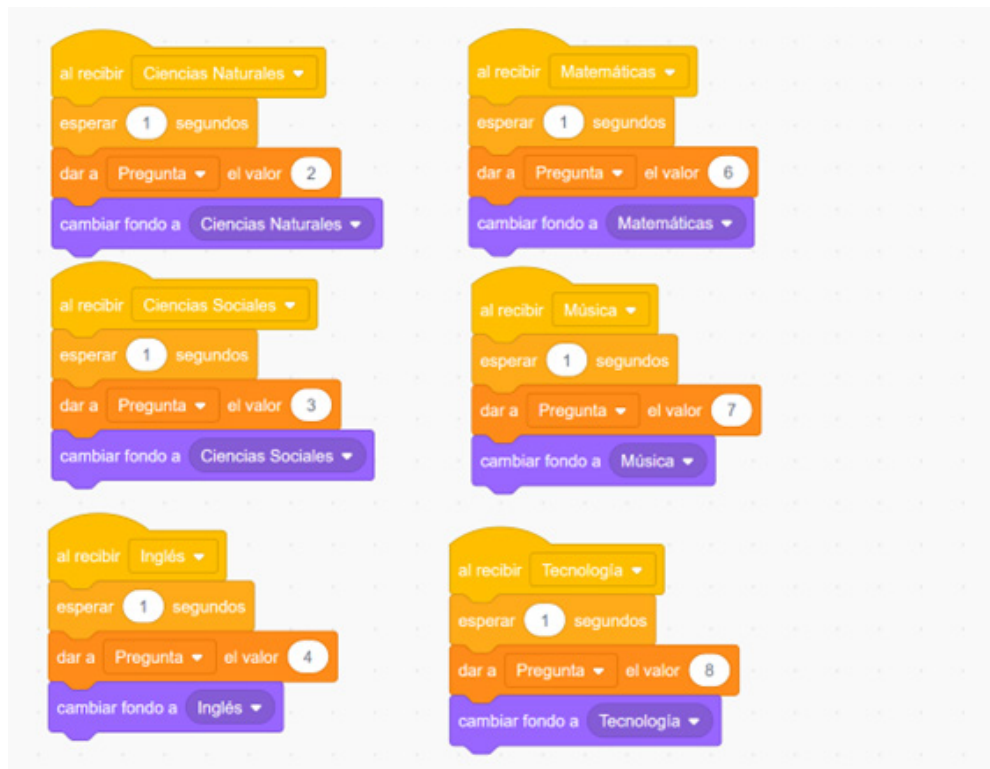 al recibir Ciencias Naturales
esperar 1 segundos
dar a Pregunta el valor 2
cambiar fondo a Ciencias Naturales
al recibir Ciencias Sociales
esperar 1 segundos
dar a Pregunta el valor 3
cambiar fondo a Ciencias Sociales
al recibir Inglés
esperar 1 segundos
dar a Pregunta el valor 4
cambiar fondo a Inglés
al recibir Matemáticas
esperar 1 segundos
dar a Pregunta el valor 6
cambiar fondo a Matemáticas
al recibir Música
esperar 1 segundos
dar a Pregunta el valor 7
cambiar fondo a Música
al recibir Tecnología
esperar 1 segundos
dar a Pregunta el valor 8
cambiar fondo a Tecnología